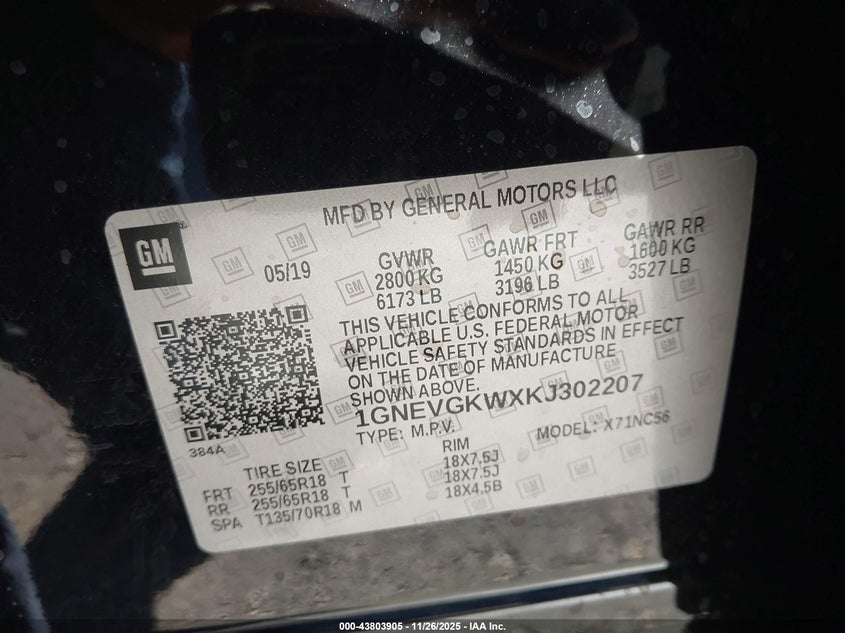 MFD BY GENERAL MOTORS LLC
GM
05/19
GVWR
2800 KG
6173 LB
GAWR FRT
1450 KG
3196 LB
GAWR RR
1600 KG
3527 LB
THIS VEHICLE CONFORMS TO ALL
APPLICABLE U.S. FEDERAL MOTOR
VEHICLE SAFETY STANDARDS IN EFFECT
ON THE DATE OF MANUFACTURE
SHOWN ABOVE.
1GNEVGKWXKJ302207
TYPE: M.P.V. MODEL: X71NC56
384A
TIRE SIZE RIM
FRT 255/65R18 T 18X7.5J
RR 255/65R18 T 18X7.5J
SPA T135/70R18 M 18X4.5B
000-43803905 - 11/26/2025 - IAA Inc.